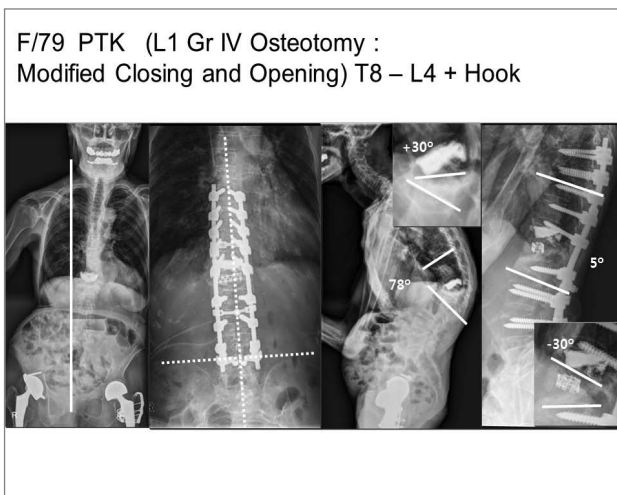 F/79 PTK (L1 Gr IV Osteotomy :
Modified Closing and Opening) T8 – L4 + Hook
+30°
78°
5°
-30°